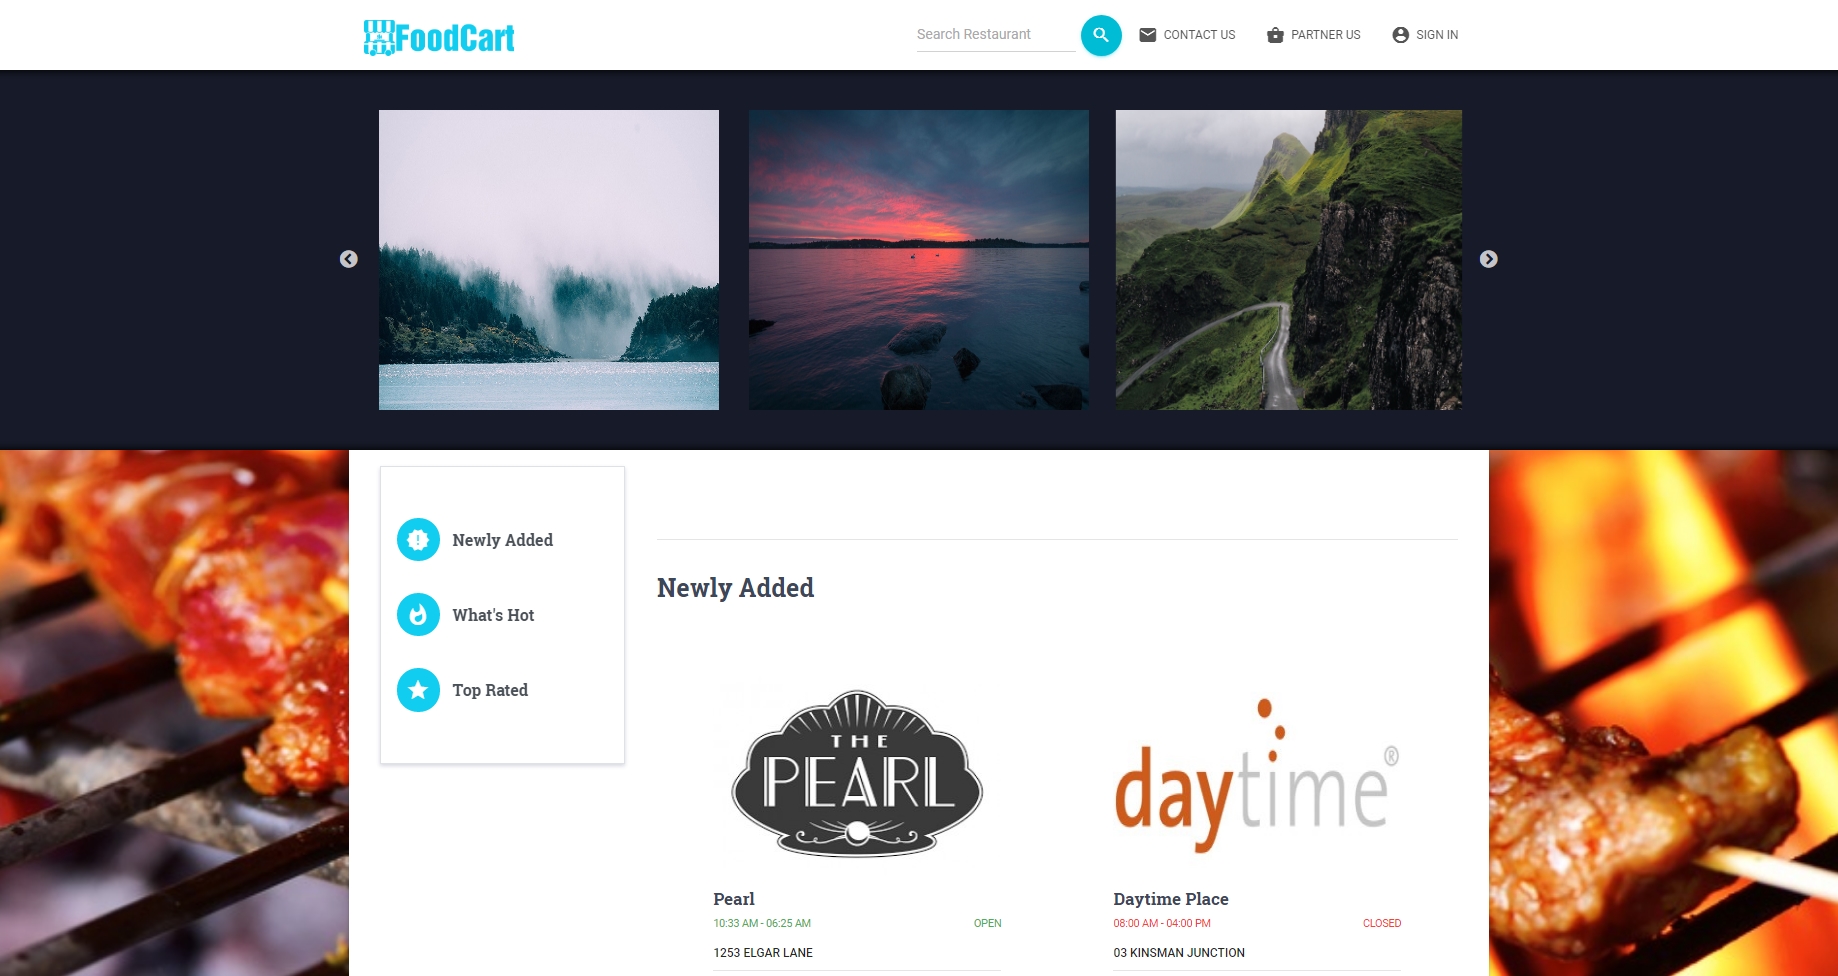 FoodCart
Search Restaurant
CONTACT US
PARTNER US
SIGN IN
Newly Added
What's Hot
Top Rated
Newly Added
THE
PEARL
daytime®
Pearl
10:33 AM - 06:25 AM
OPEN
1253 ELGAR LANE
Daytime Place
08:00 AM - 04:00 PM
CLOSED
03 KINSMAN JUNCTION